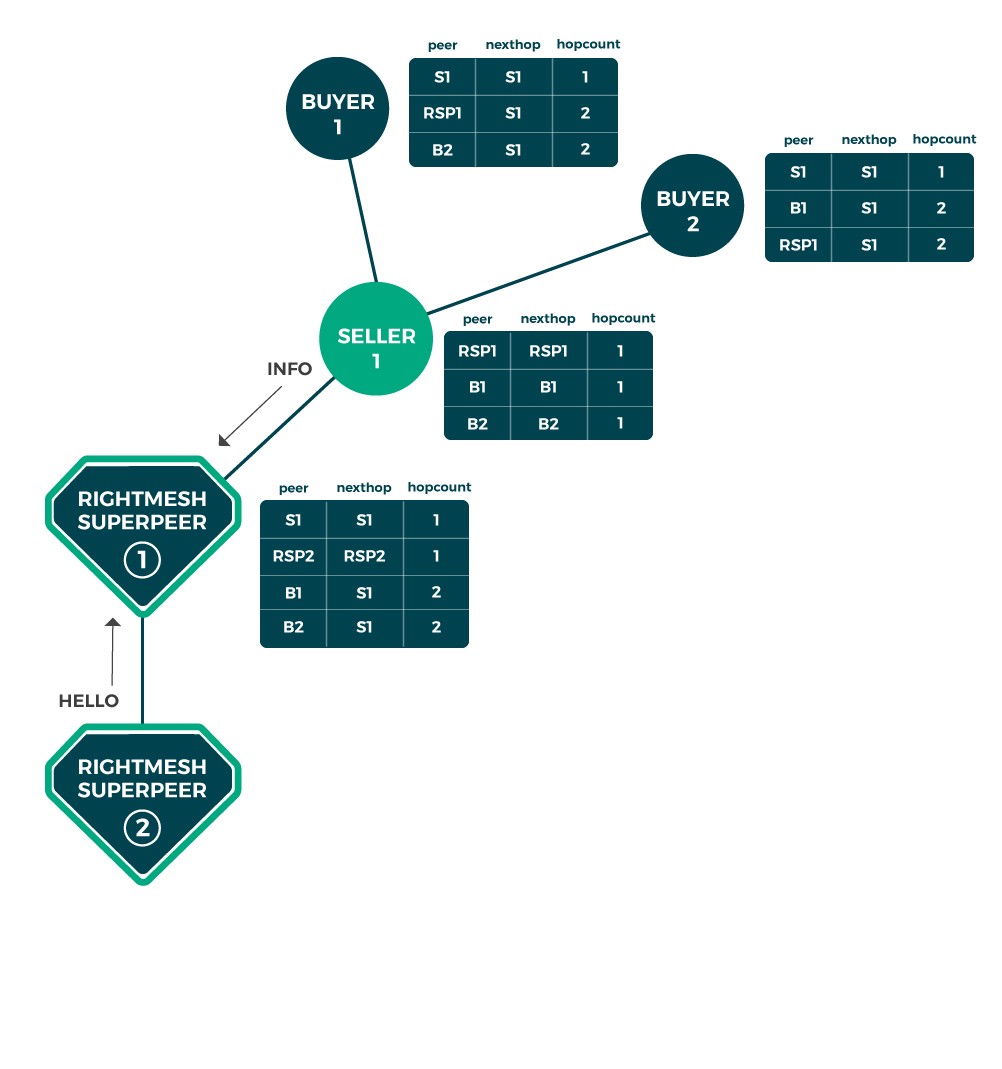 peer nexthop hopcount
BUYER
1
S1 S1 1
RSP1 S1 2
B2 S1 2
peer nexthop hopcount
BUYER
2
S1 S1 1
B1 S1 2
RSP1 S1 2
SELLER
1
peer nexthop hopcount
RSP1 RSP1 1
B1 B1 1
B2 B2 1
INFO
RIGHTMESH
SUPERPEER
1
peer nexthop hopcount
S1 S1 1
RSP2 RSP2 1
B1 S1 2
B2 S1 2
HELLO
RIGHTMESH
SUPERPEER
2